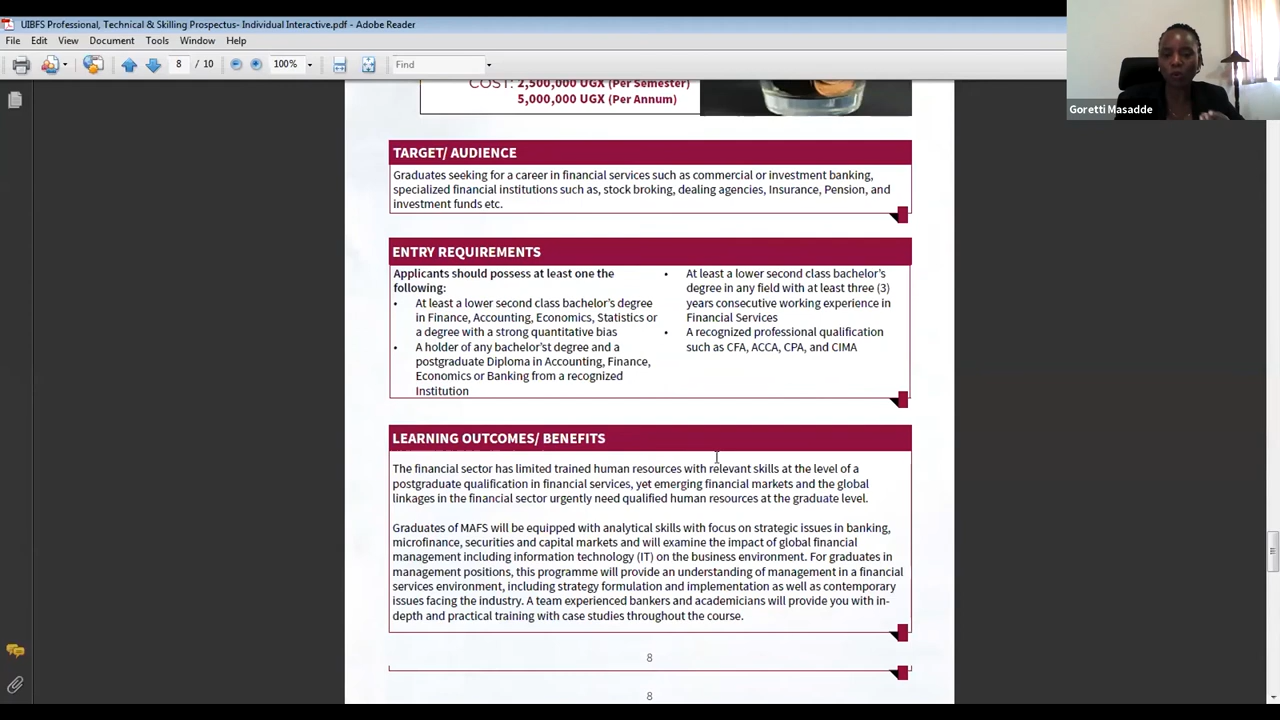 UIBFS Professional, Technical & Skilling Prospectus- Individual Interactive.pdf - Adobe Reader
File Edit View Document Tools Window Help
8 / 10 100% Find
COST: 2,500,000 UGX (Per Semester)
5,000,000 UGX (Per Annum)
Goretti Masadde
TARGET/ AUDIENCE
Graduates seeking for a career in financial services such as commercial or investment banking,
specialized financial institutions such as, stock broking, dealing agencies, Insurance, Pension, and
investment funds etc.
ENTRY REQUIREMENTS
Applicants should possess at least one the
following:
• At least a lower second class bachelor's degree
in Finance, Accounting, Economics, Statistics or
a degree with a strong quantitative bias
• A holder of any bachelor'st degree and a
postgraduate Diploma in Accounting, Finance,
Economics or Banking from a recognized
Institution
• At least a lower second class bachelor's
degree in any field with at least three (3)
years consecutive working experience in
Financial Services
• A recognized professional qualification
such as CFA, ACCA, CPA, and CIMA
LEARNING OUTCOMES/ BENEFITS
The financial sector has limited trained human resources with relevant skills at the level of a
postgraduate qualification in financial services, yet emerging financial markets and the global
linkages in the financial sector urgently need qualified human resources at the graduate level.
Graduates of MAFS will be equipped with analytical skills with focus on strategic issues in banking,
microfinance, securities and capital markets and will examine the impact of global financial
management including information technology (IT) on the business environment. For graduates in
management positions, this programme will provide an understanding of management in a financial
services environment, including strategy formulation and implementation as well as contemporary
issues facing the industry. A team experienced bankers and academicians will provide you with in-
depth and practical training with case studies throughout the course.
8
8